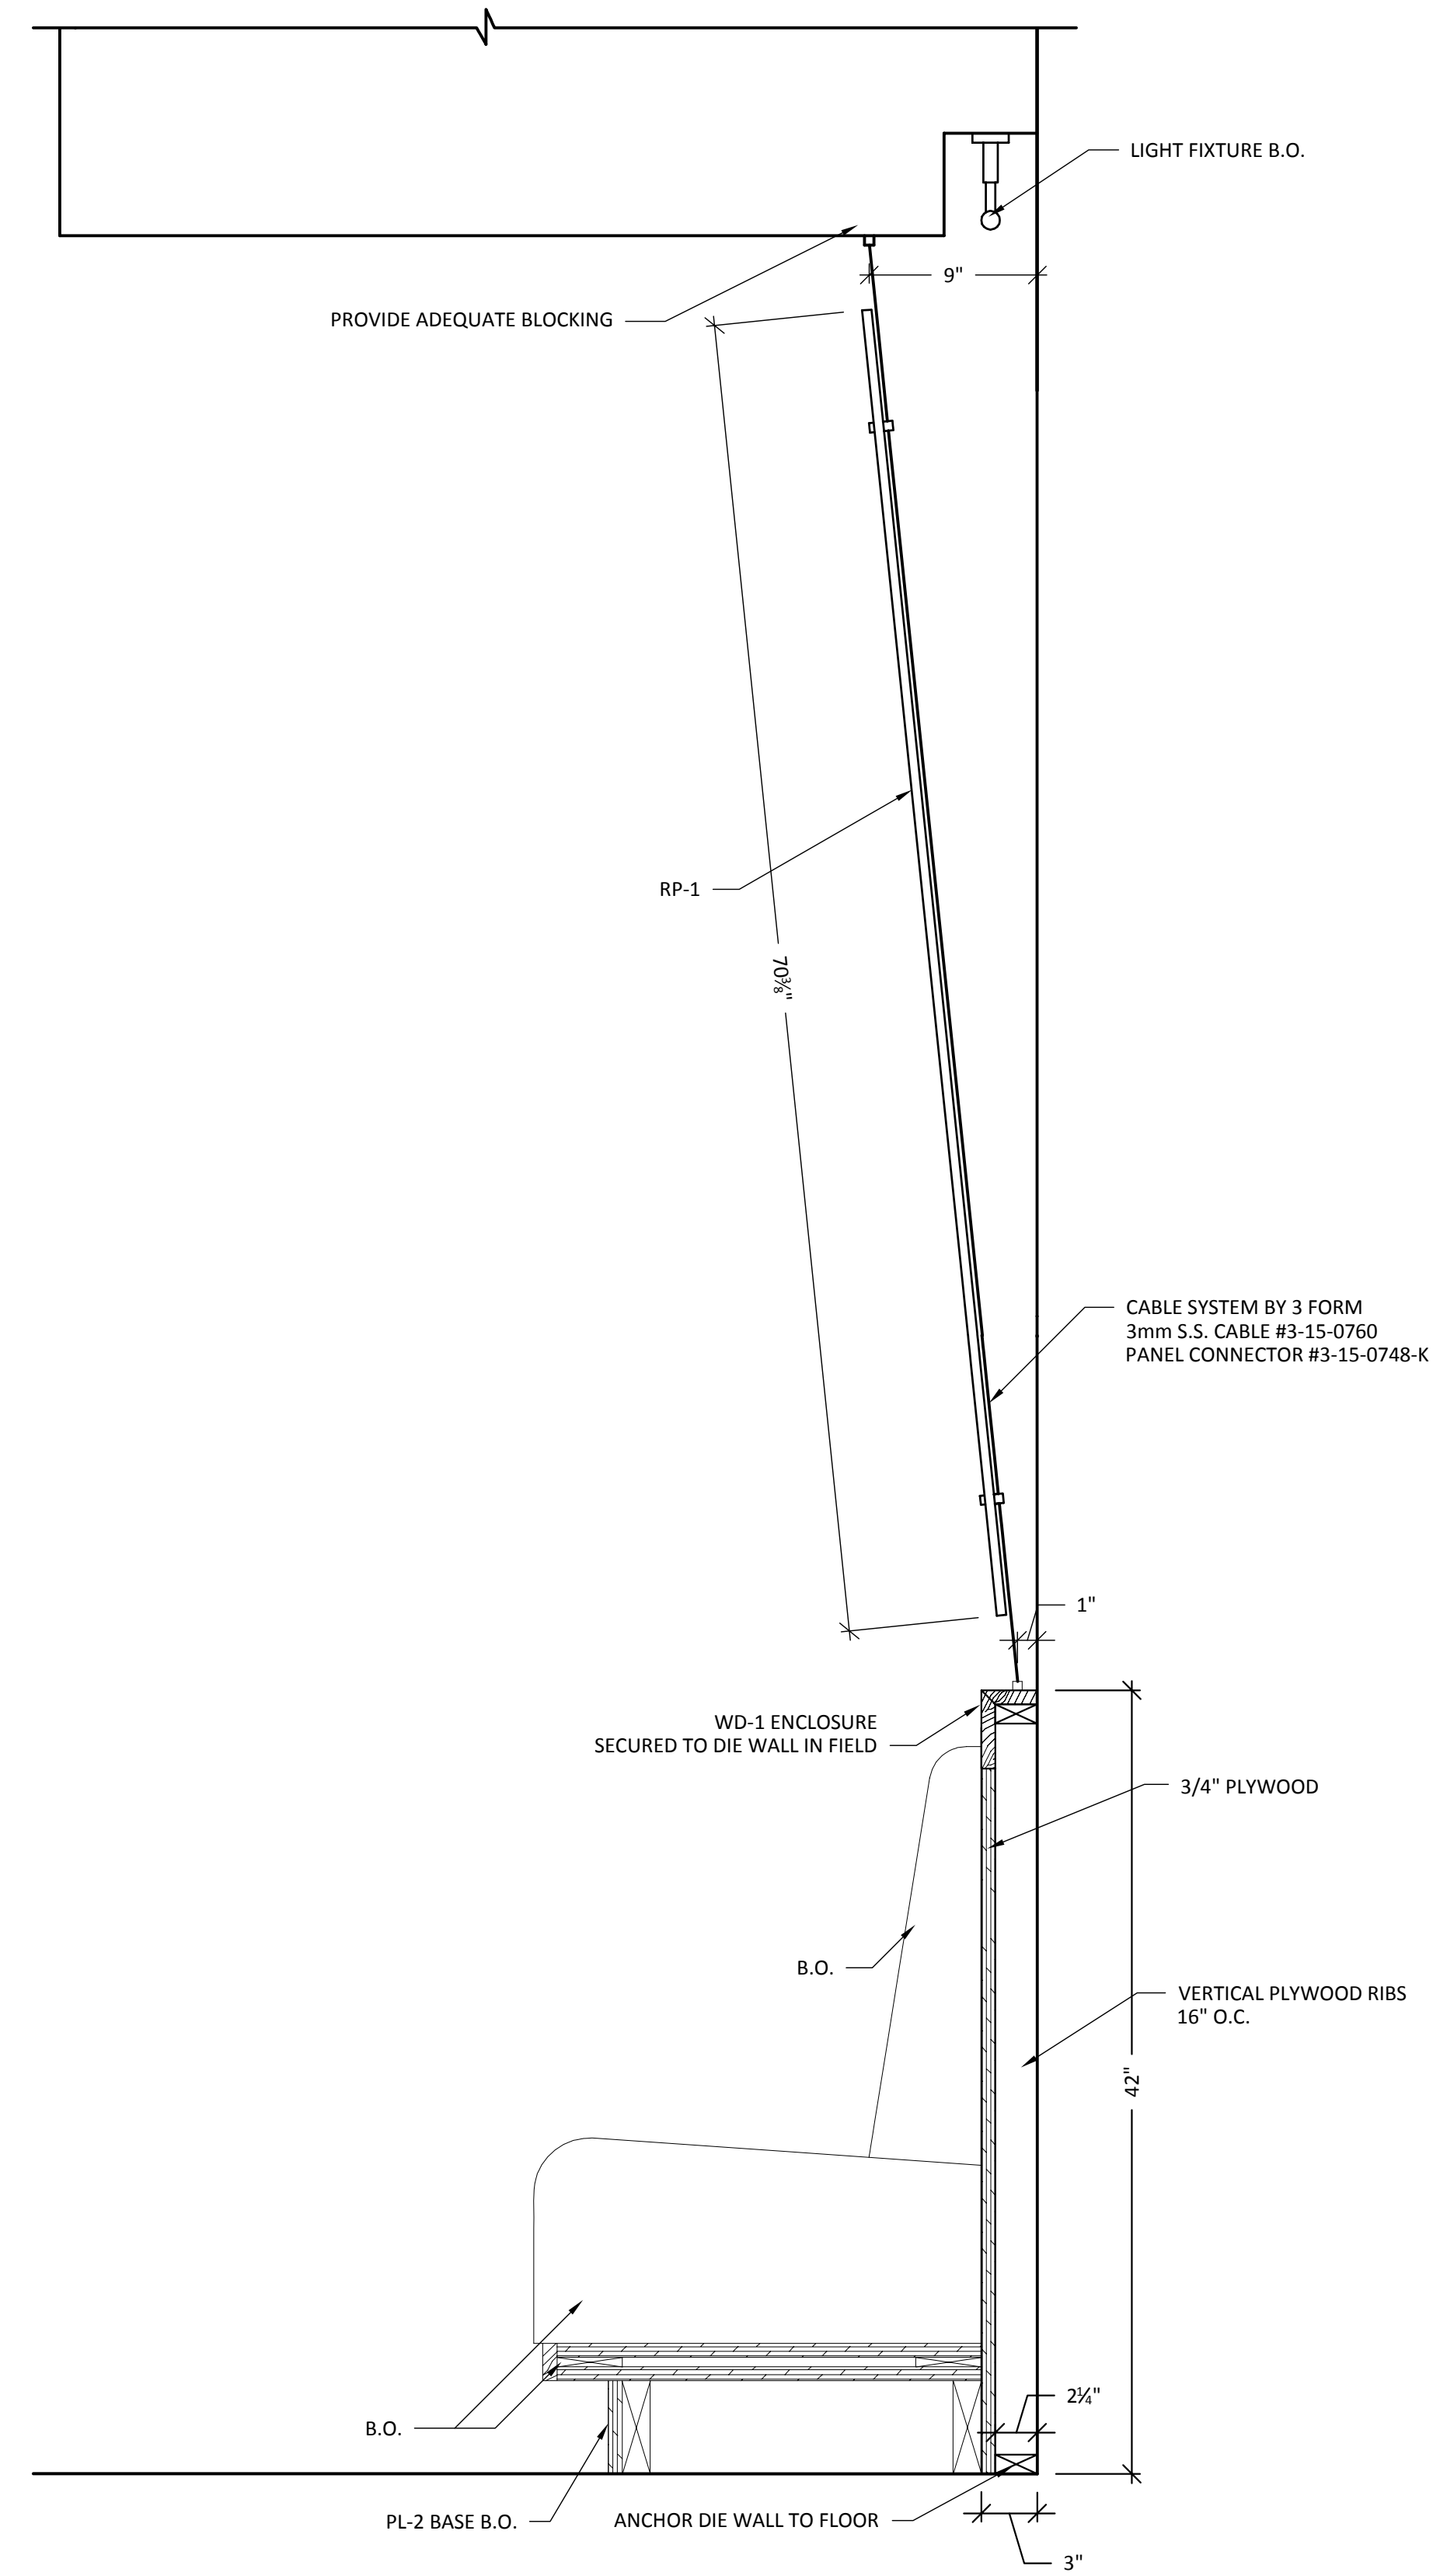 LIGHT FIXTURE B.O.
9"
PROVIDE ADEQUATE BLOCKING
RP-1
70⅜"
CABLE SYSTEM BY 3 FORM
3mm S.S. CABLE #3-15-0760
PANEL CONNECTOR #3-15-0748-K
1"
WD-1 ENCLOSURE
SECURED TO DIE WALL IN FIELD
3/4" PLYWOOD
B.O.
VERTICAL PLYWOOD RIBS
16" O.C.
42"
2¼"
B.O.
PL-2 BASE B.O.
ANCHOR DIE WALL TO FLOOR
3"